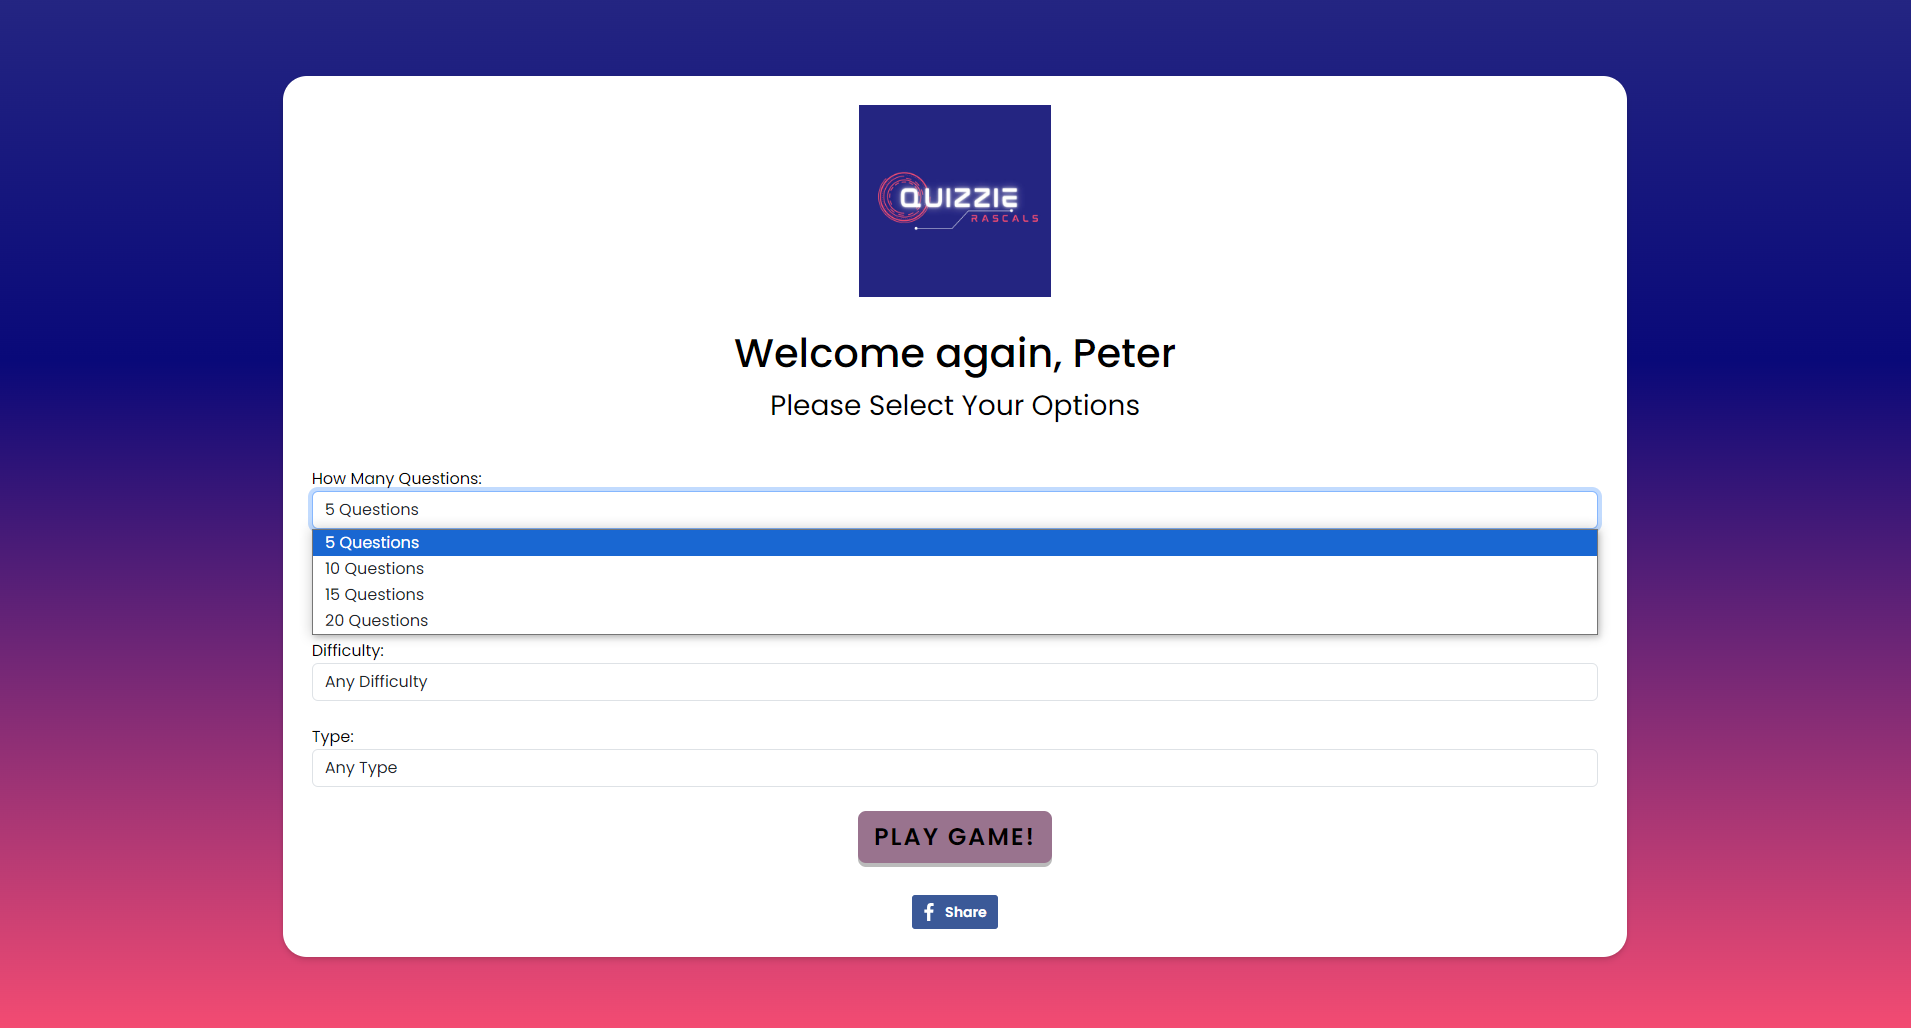 QUIZZIE
RASCALS
Welcome again, Peter
Please Select Your Options
How Many Questions:
5 Questions
5 Questions
10 Questions
15 Questions
20 Questions
Difficulty:
Any Difficulty
Type:
Any Type
PLAY GAME!
Share